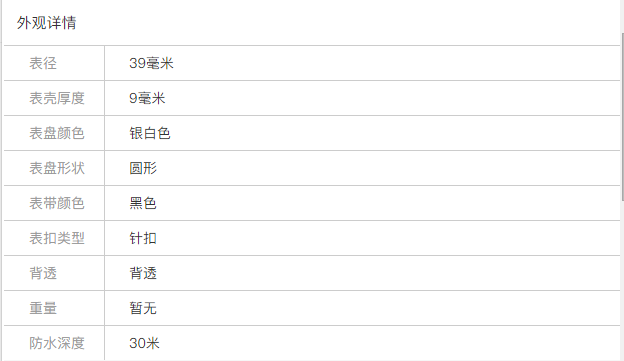 外观详情
表径 39毫米
表壳厚度 9毫米
表盘颜色 银白色
表盘形状 圆形
表带颜色 黑色
表扣类型 针扣
背透 背透
重量 暂无
防水深度 30米